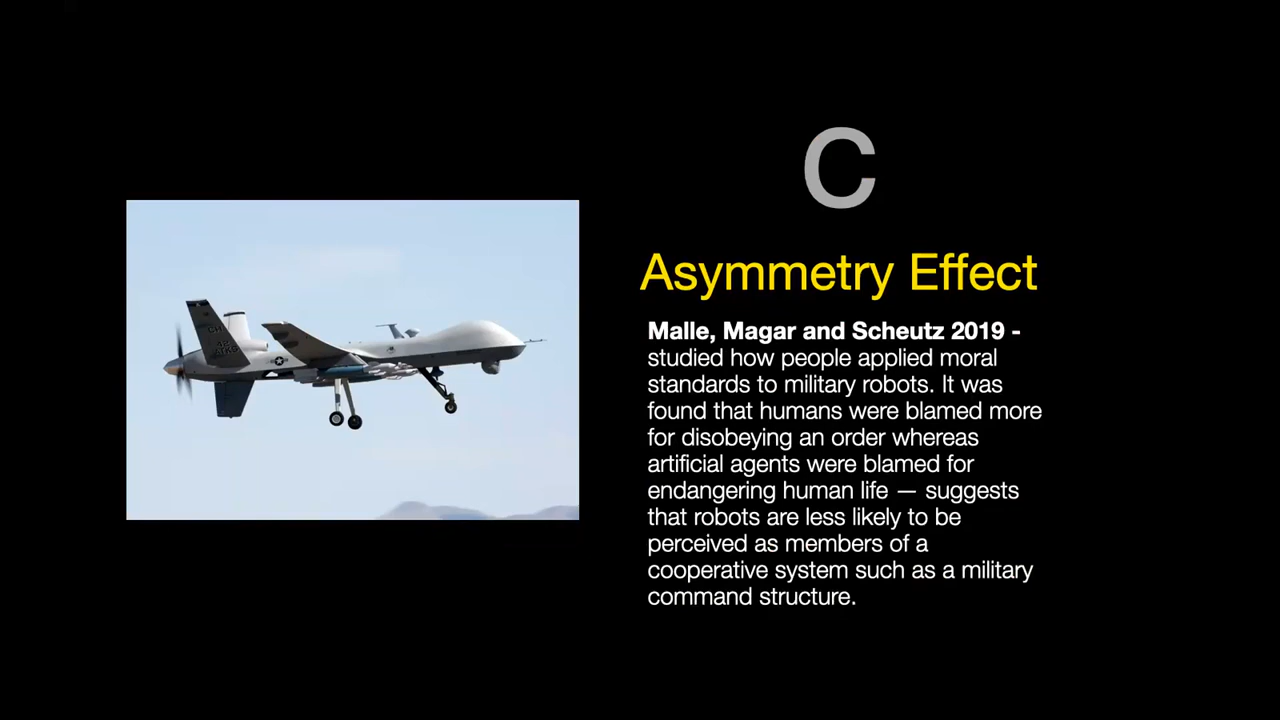 C
Asymmetry Effect
Malle, Magar and Scheutz 2019 -
studied how people applied moral
standards to military robots. It was
found that humans were blamed more
for disobeying an order whereas
artificial agents were blamed for
endangering human life — suggests
that robots are less likely to be
perceived as members of a
cooperative system such as a military
command structure.